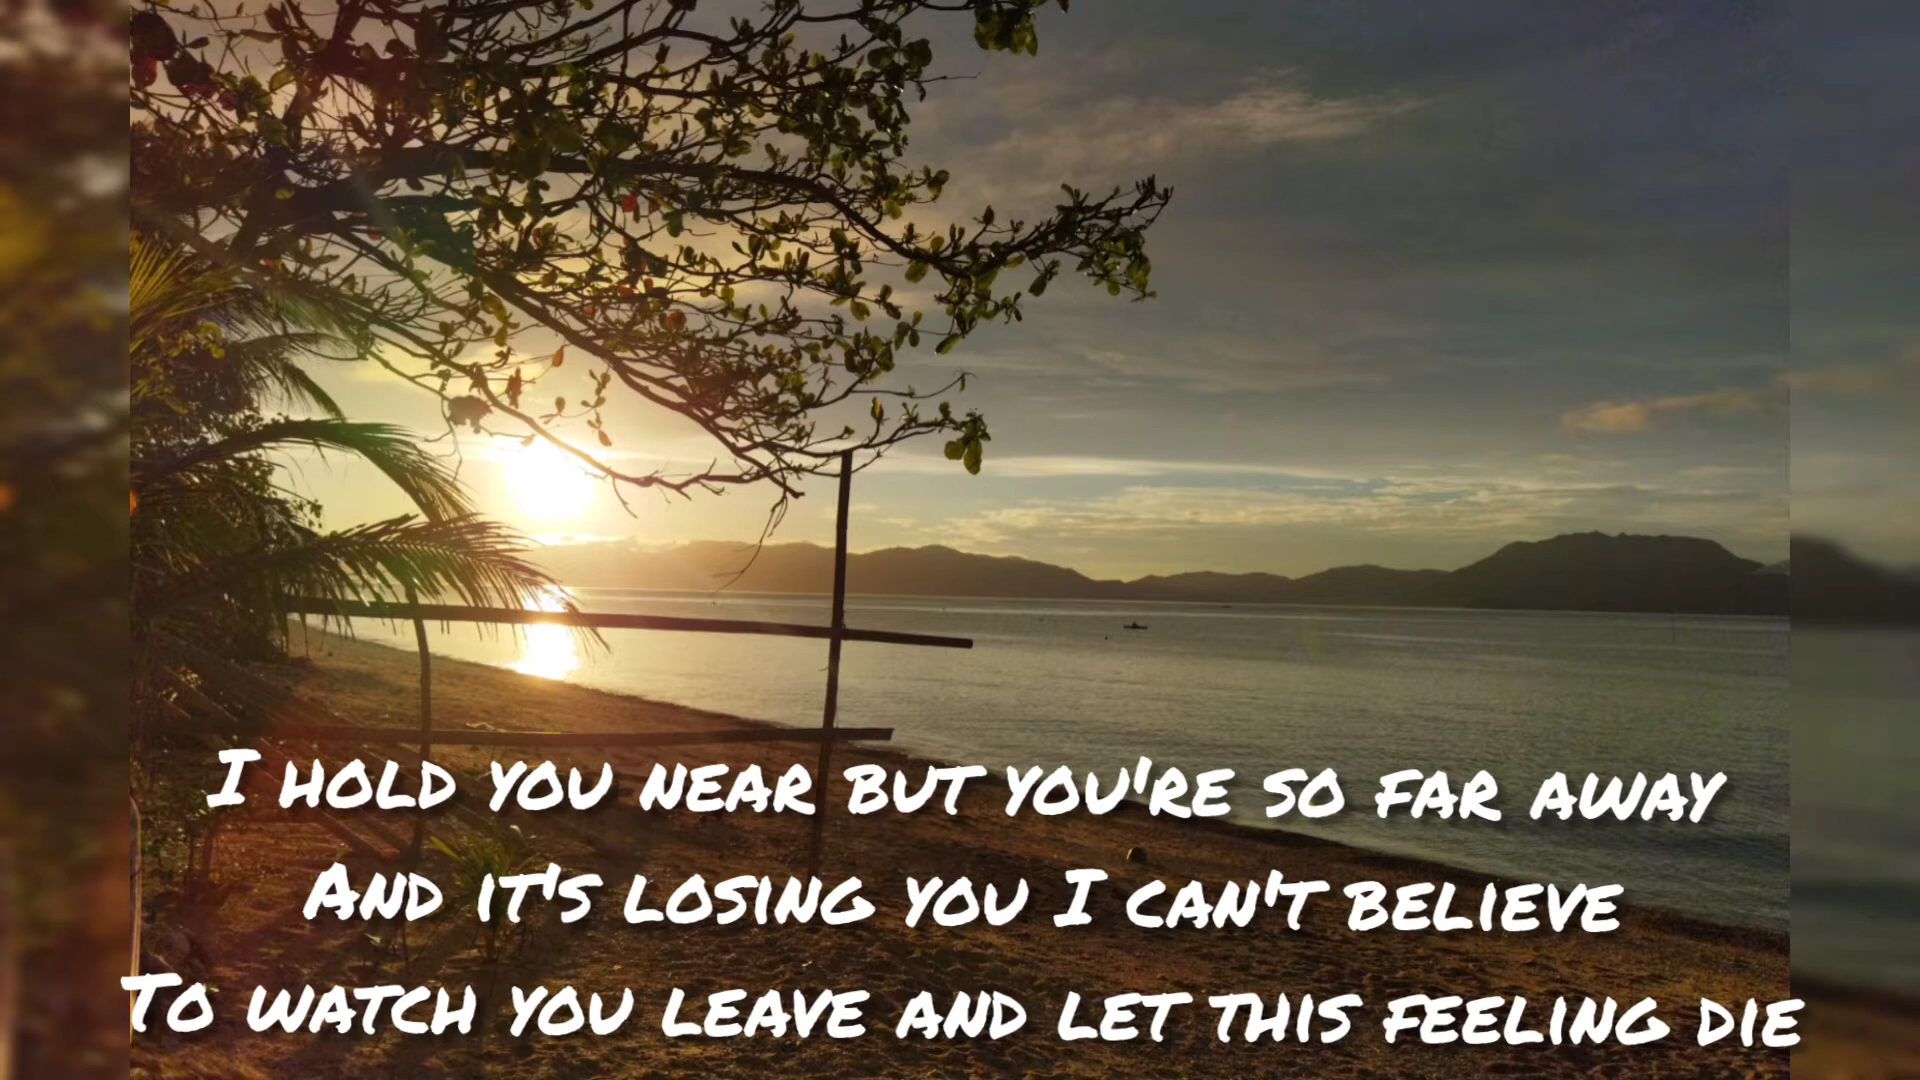 I hold you near but you're so far away
And it's losing you I can't believe
To watch you leave and let this feeling die